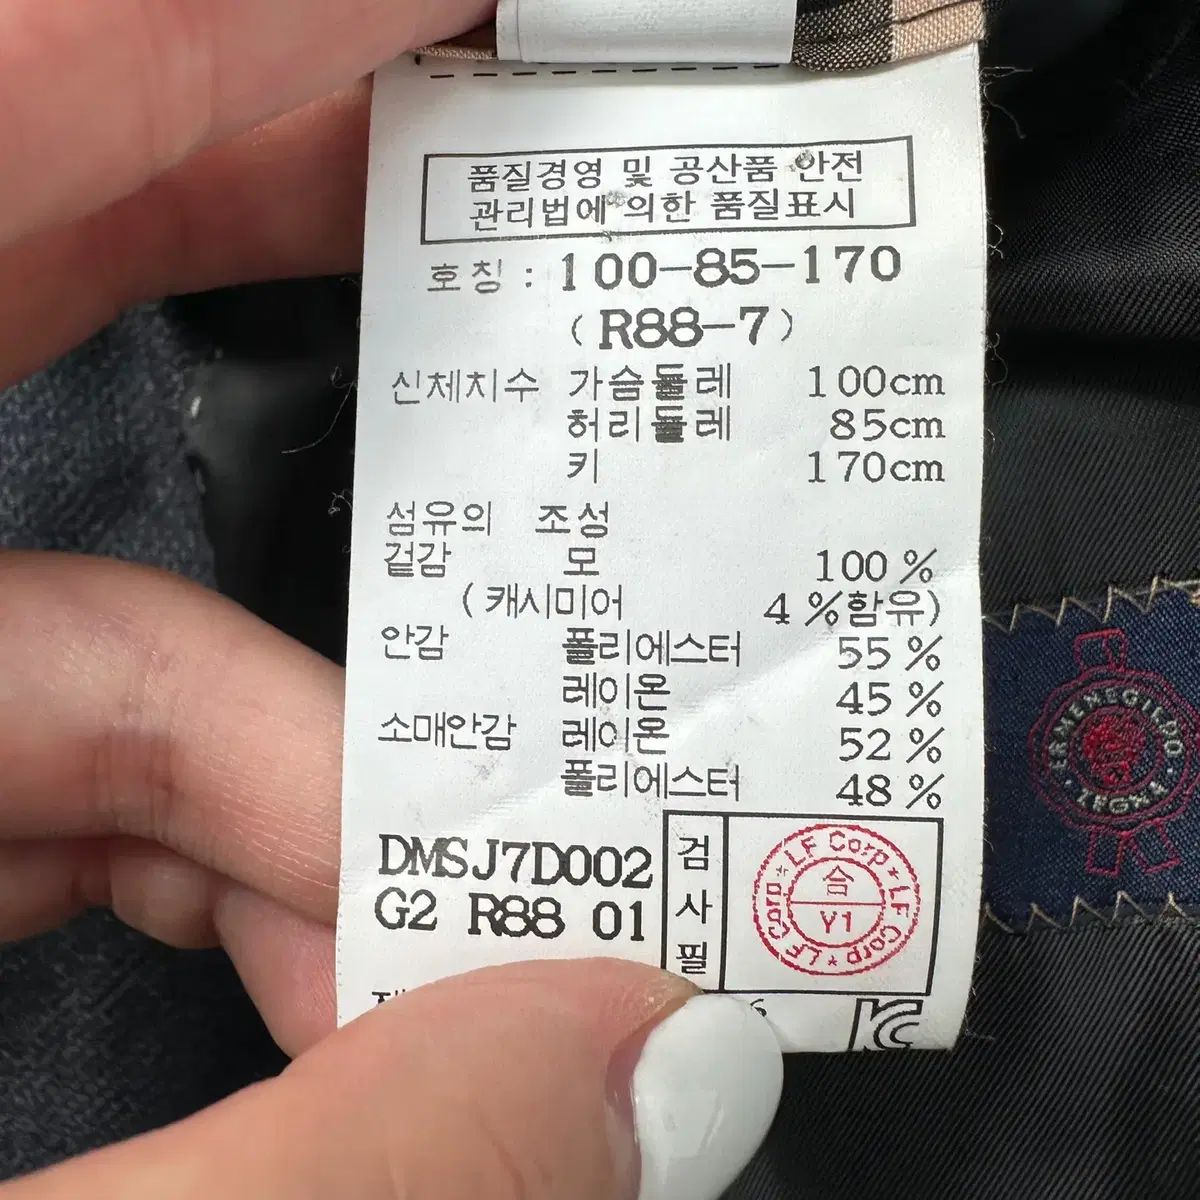 품질경영 및 공산품 안전
관리법에 의한 품질표시
호칭 : 100-85-170
(R88-7)
신체치수 가슴둘레 100cm
허리둘레 85cm
키 170cm
섬유의 조성
겉감 모 100 %
(캐시미어 4 %함유)
안감 폴리에스터 55 %
레이온 45 %
소매안감 레이온 52 %
폴리에스터 48 %
DMSJ7D002
G2 R88 01
검사필
LF Corp * LF Corp * LF Corp *
合
Y1
KC